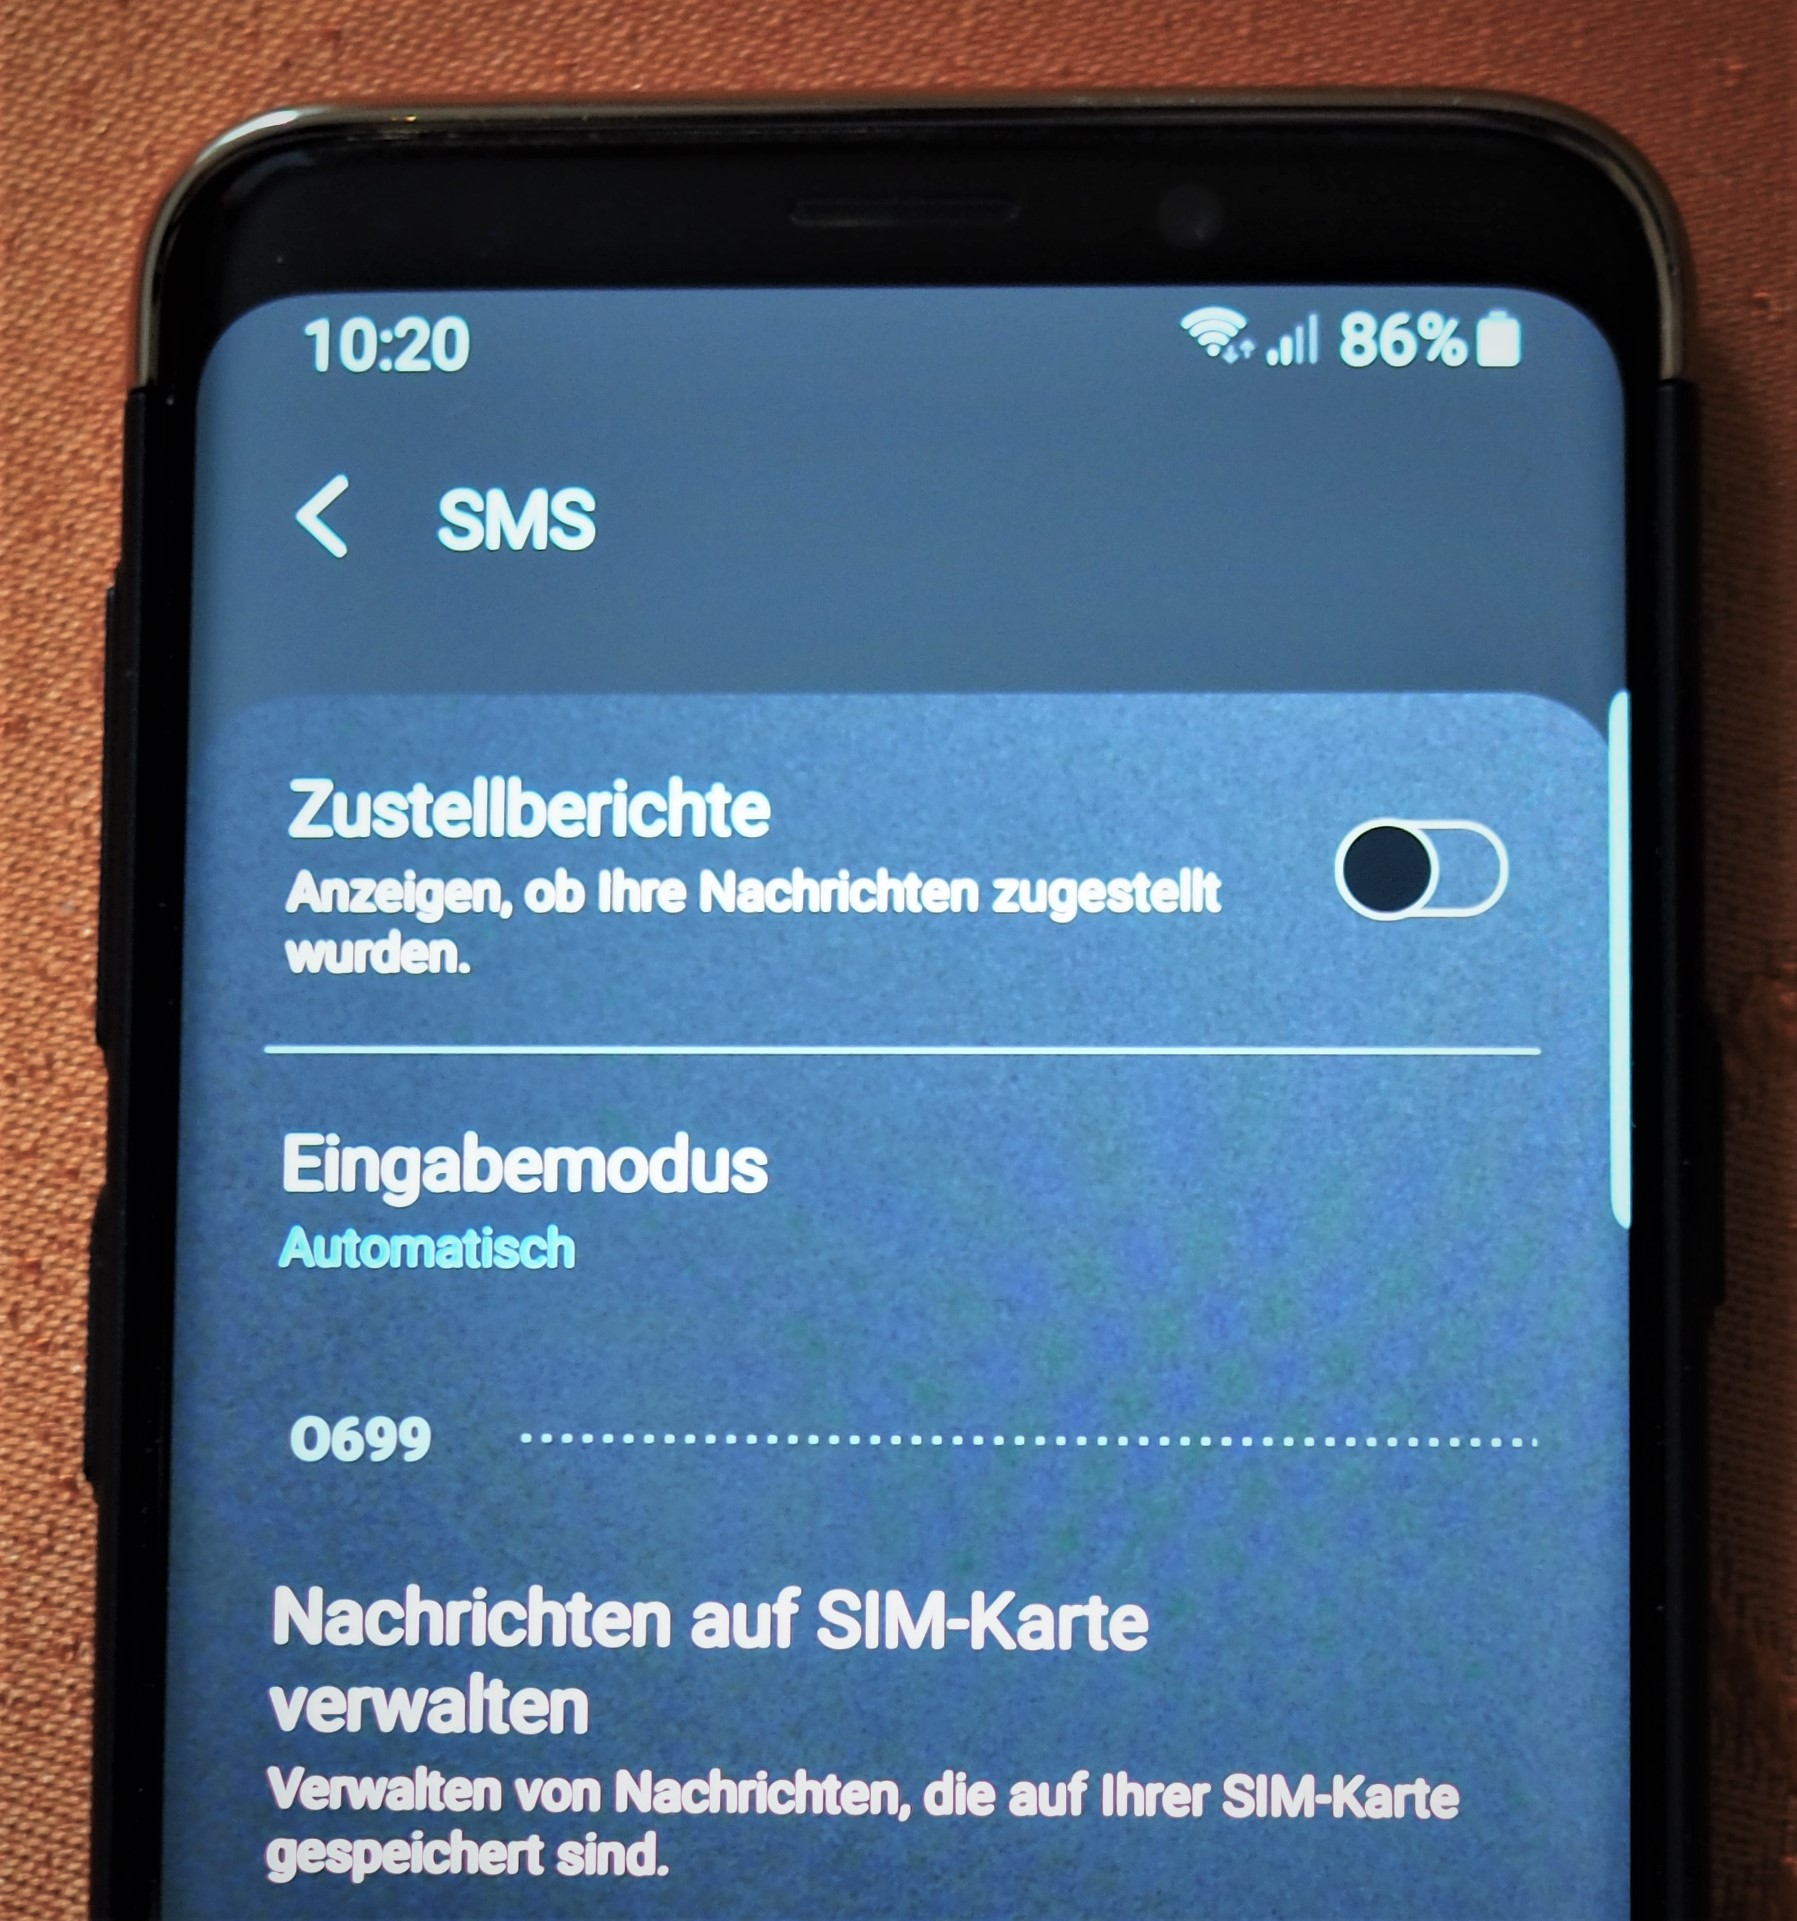 10:20 86%
SMS
Zustellberichte
Anzeigen, ob Ihre Nachrichten zugestellt
wurden.
Eingabemodus
Automatisch
0699
Nachrichten auf SIM-Karte
verwalten
Verwalten von Nachrichten, die auf Ihrer SIM-Karte
gespeichert sind.